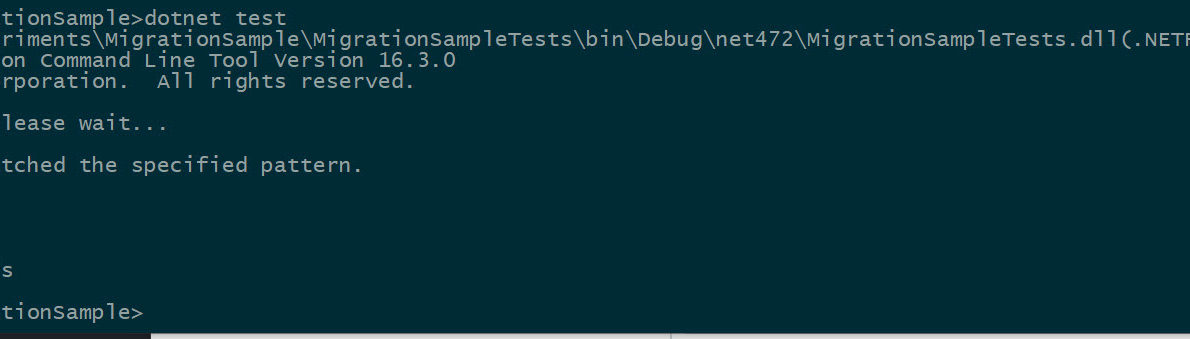 tionSample>dotnet test
riments\MigrationSample\MigrationSampleTests\bin\Debug\net472\MigrationSampleTests.dll(.NETF
on Command Line Tool Version 16.3.0
rporation.  All rights reserved.
lease wait...
tched the specified pattern.
s
tionSample>